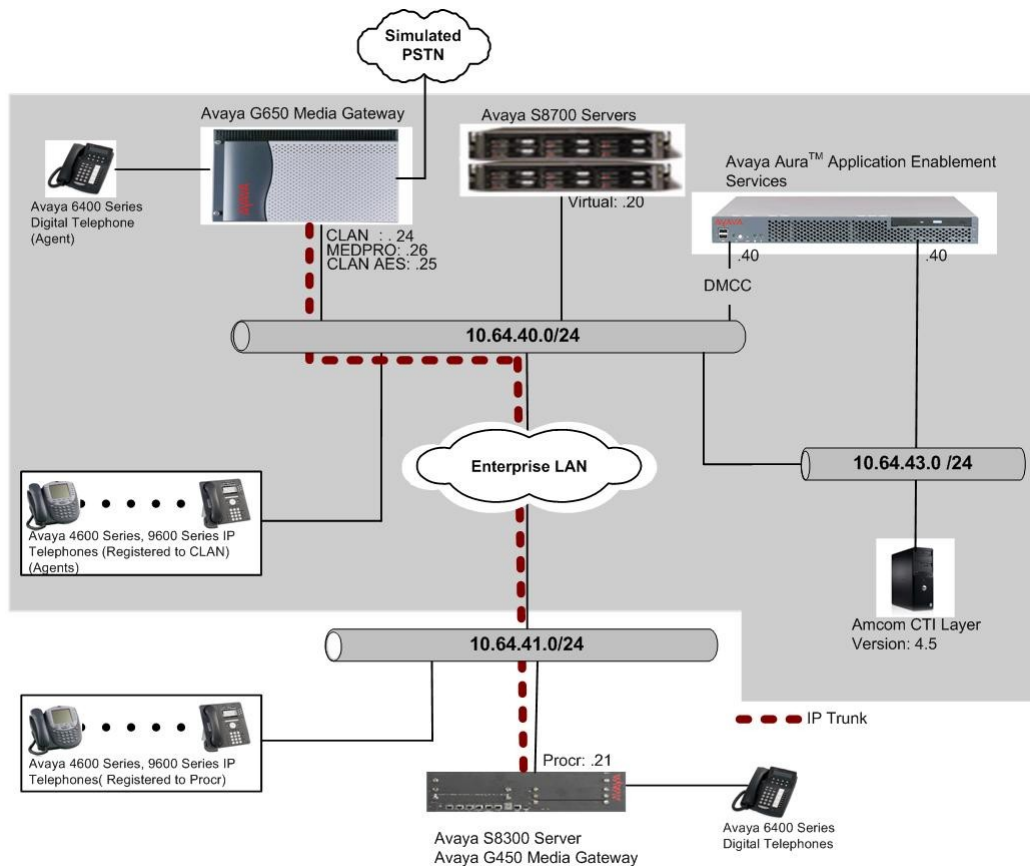 Simulated
PSTN
Avaya G650 Media Gateway
Avaya S8700 Servers
Avaya Aura™ Application Enablement
Services
Avaya 6400 Series
Digital Telephone
(Agent)
Virtual: .20
CLAN : . 24
MEDPRO: .26
CLAN AES: .25
.40
.40
DMCC
10.64.40.0/24
Enterprise LAN
10.64.43.0 /24
Avaya 4600 Series, 9600 Series IP
Telephones (Registered to CLAN)
(Agents)
Amcom CTI Layer
Version: 4.5
10.64.41.0/24
IP Trunk
Avaya 4600 Series, 9600 Series IP
Telephones( Registered to Procr)
Procr: .21
Avaya S8300 Server
Avaya G450 Media Gateway
Avaya 6400 Series
Digital Telephones